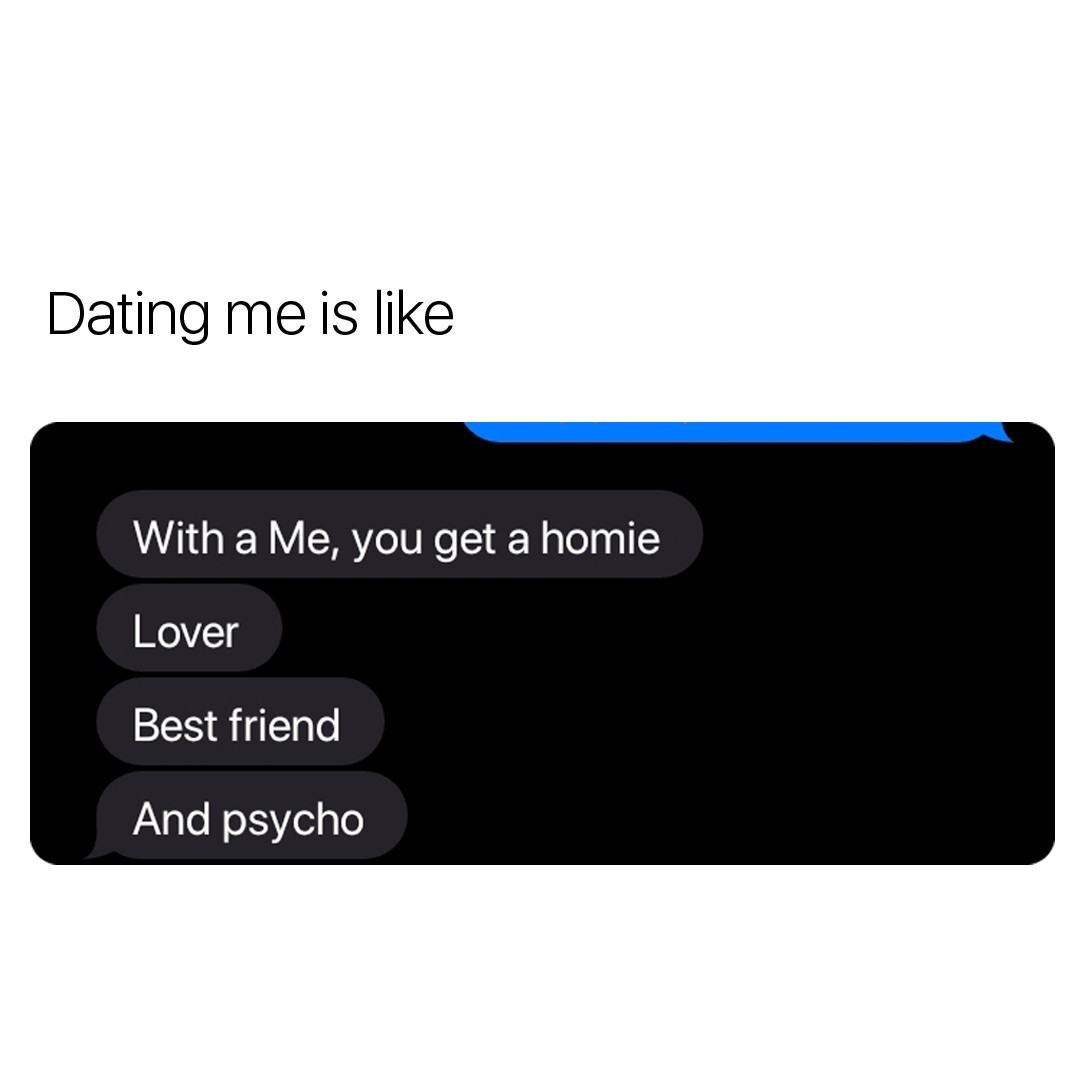 Dating me is like
With a Me, you get a homie
Lover
Best friend
And psycho